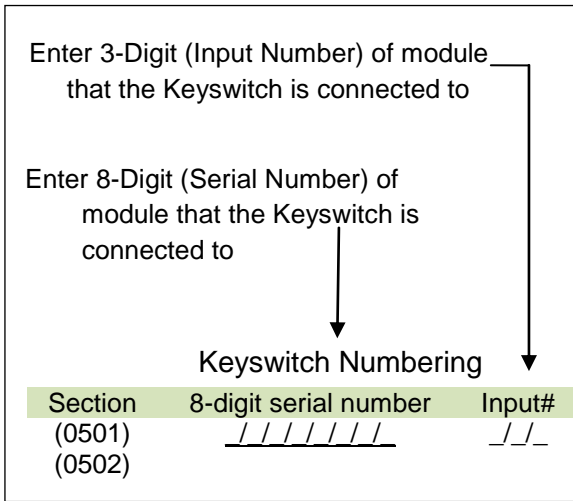 Enter 3-Digit (Input Number) of module
that the Keyswitch is connected to
Enter 8-Digit (Serial Number) of
module that the Keyswitch is
connected to
Keyswitch Numbering
Section 8-digit serial number Input#
(0501) _/_/_/_/_/_/_/_ _/_/_
(0502)